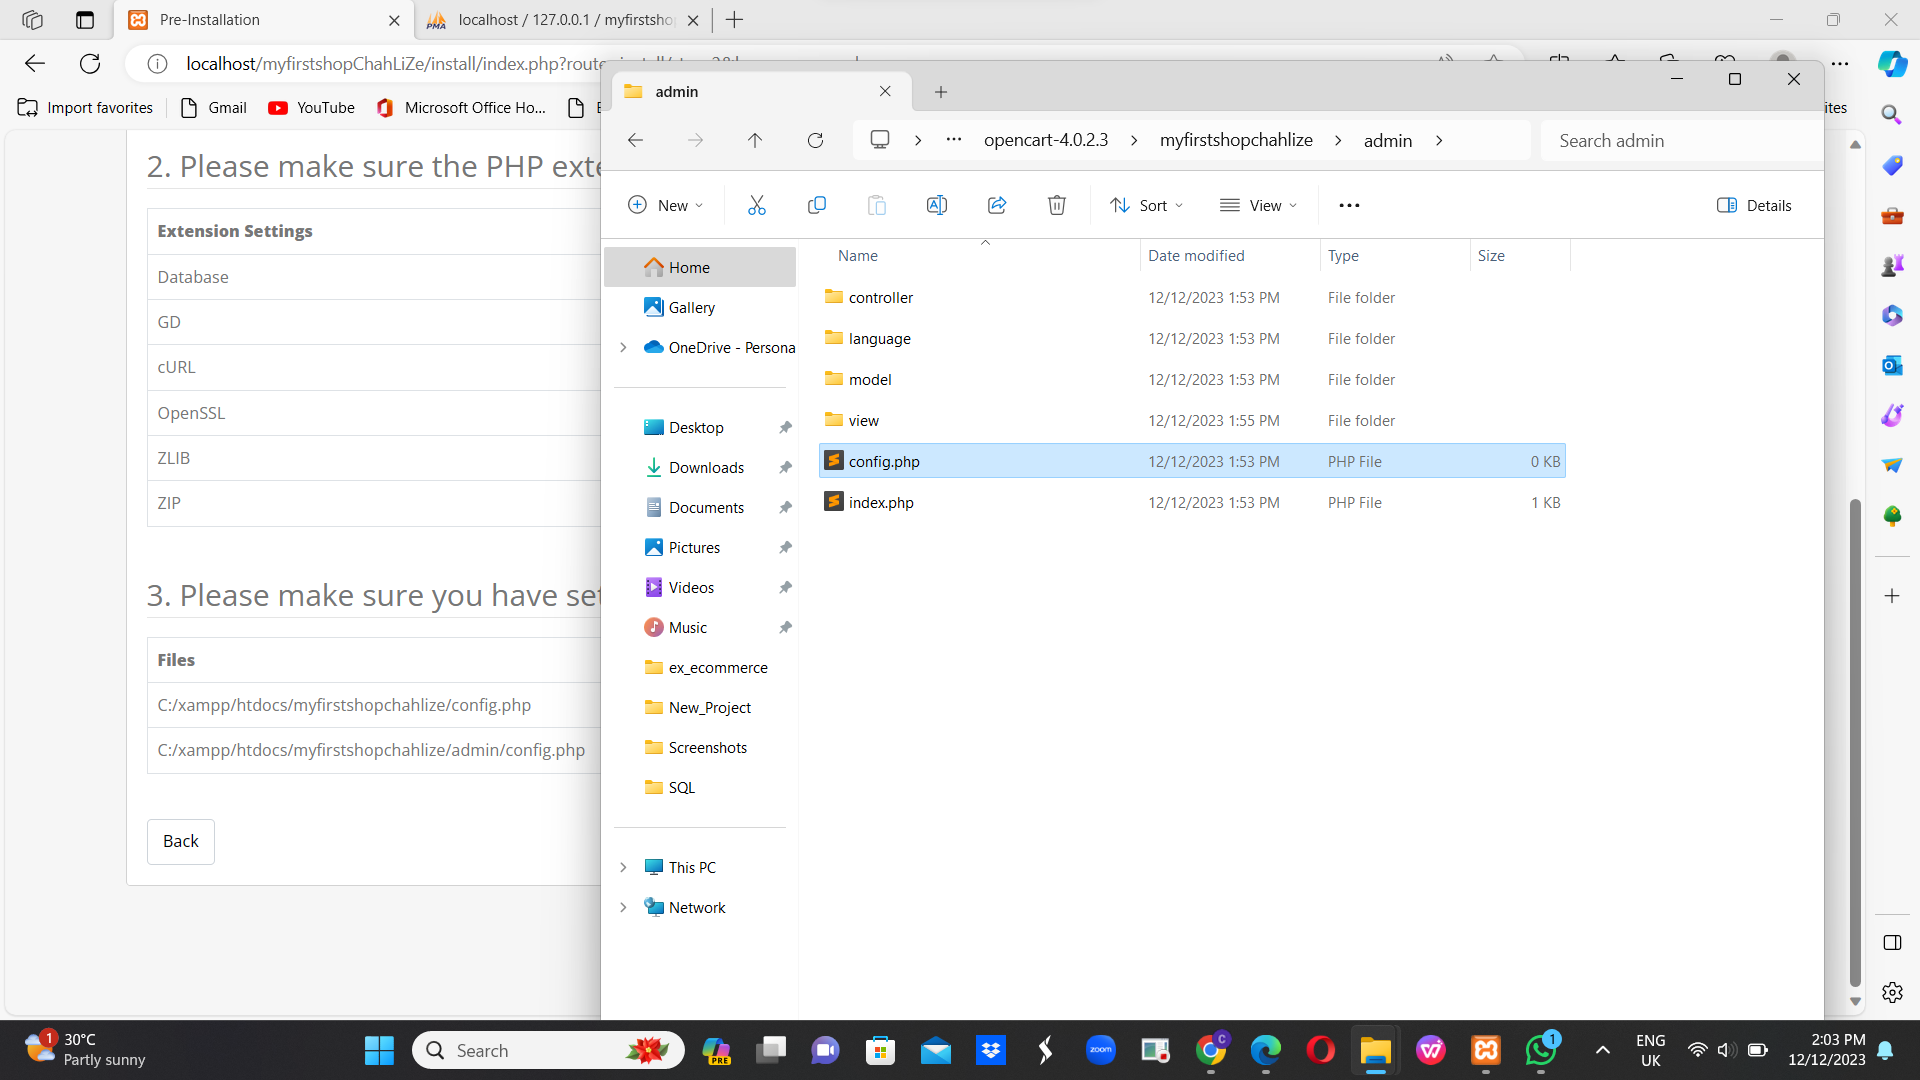 Pre-Installation
localhost / 127.0.0.1 / myfirstsho
localhost/myfirstshopChahLiZe/install/index.php?route
Import favorites
Gmail
YouTube
Microsoft Office Ho...
ites
admin
opencart-4.0.2.3
myfirstshopchahlize
admin
Search admin
New
Sort
View
Details
2. Please make sure the PHP exte
Extension Settings
Database
GD
cURL
OpenSSL
ZLIB
ZIP
3. Please make sure you have set
Files
C:/xampp/htdocs/myfirstshopchahlize/config.php
C:/xampp/htdocs/myfirstshopchahlize/admin/config.php
Back
Home
Gallery
OneDrive - Persona
Desktop
Downloads
Documents
Pictures
Videos
Music
ex_ecommerce
New_Project
Screenshots
SQL
This PC
Network
Name Date modified Type Size
controller 12/12/2023 1:53 PM File folder
language 12/12/2023 1:53 PM File folder
model 12/12/2023 1:53 PM File folder
view 12/12/2023 1:55 PM File folder
config.php 12/12/2023 1:53 PM PHP File 0 KB
index.php 12/12/2023 1:53 PM PHP File 1 KB
1
30°C
Partly sunny
Search
PRE
zoom
C
1
ENG
UK
2:03 PM
12/12/2023